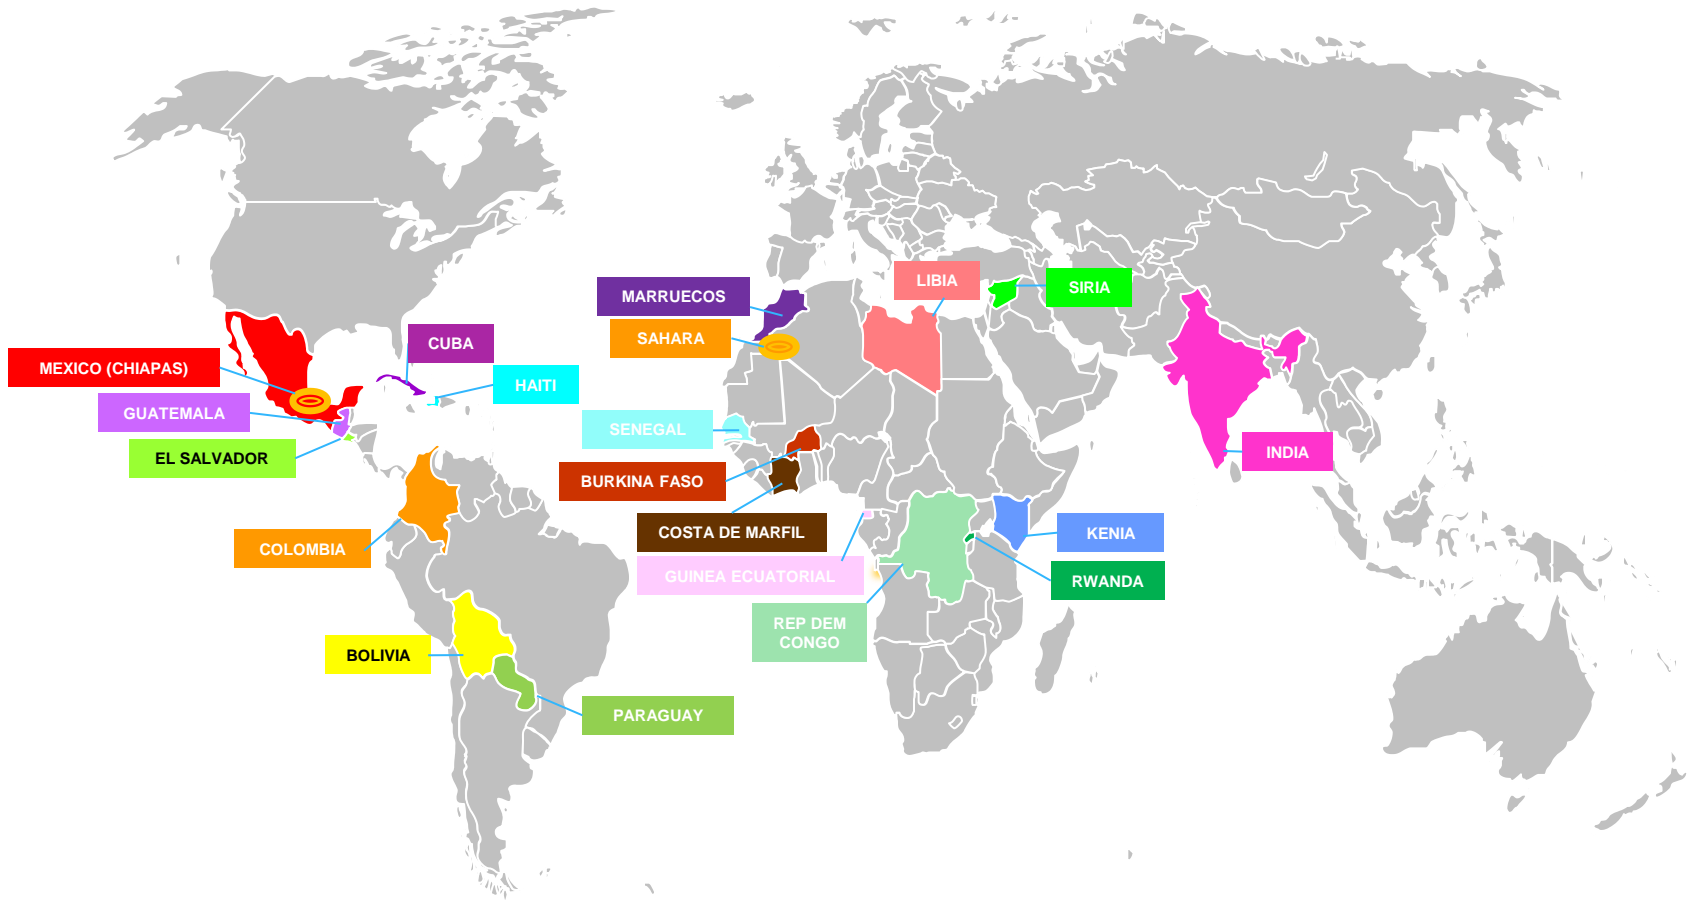 MARRUECOS
LIBIA
SIRIA
SAHARA
CUBA
MEXICO (CHIAPAS)
HAITI
GUATEMALA
SENEGAL
EL SALVADOR
INDIA
BURKINA FASO
COSTA DE MARFIL
KENIA
COLOMBIA
GUINEA ECUATORIAL
RWANDA
REP DEM
CONGO
BOLIVIA
PARAGUAY